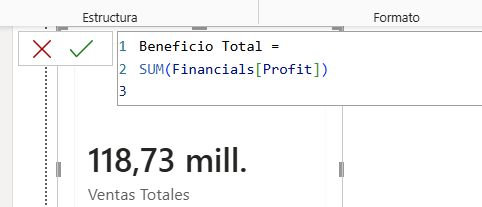 Estructura
Formato
1 Beneficio Total =
2 SUM(Financials[Profit])
3
118,73 mill.
Ventas Totales